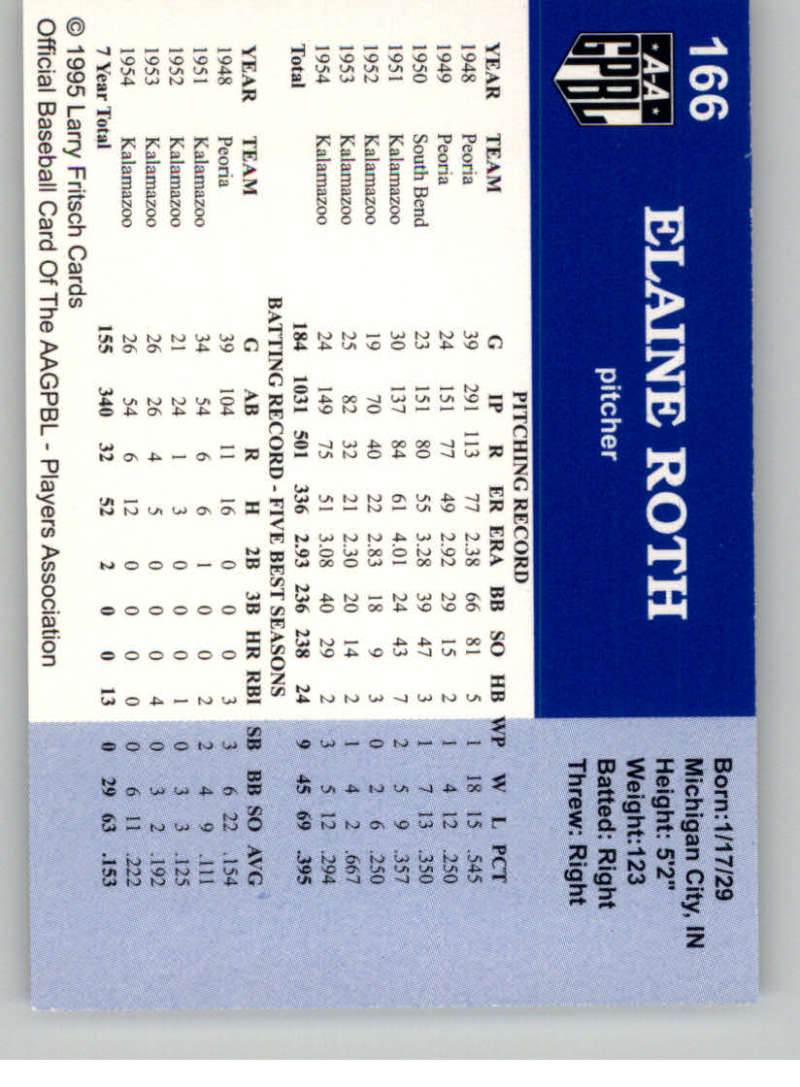 166
A-A
GPBL
ELAINE ROTH
pitcher
Born:1/17/29
Michigan City, IN
Height: 5'2"
Weight:123
Batted: Right
Threw: Right
PITCHING RECORD
YEAR TEAM G IP R ER ERA BB SO HB WP W L PCT
1948 Peoria 39 291 113 77 2.38 66 81 5 1 18 15 .545
1949 Peoria 24 151 77 49 2.92 29 15 2 1 4 12 .250
1950 South Bend 23 151 80 55 3.28 39 47 3 1 7 13 .350
1951 Kalamazoo 30 137 84 61 4.01 24 43 7 2 5 9 .357
1952 Kalamazoo 19 70 40 22 2.83 18 9 3 0 2 6 .250
1953 Kalamazoo 25 82 32 21 2.30 20 14 2 1 4 2 .667
1954 Kalamazoo 24 149 75 51 3.08 40 29 2 3 5 12 .294
Total 184 1031 501 336 2.93 236 238 24 9 45 69 .395
BATTING RECORD - FIVE BEST SEASONS
YEAR TEAM G AB R H 2B 3B HR RBI SB BB SO AVG
1948 Peoria 39 104 11 16 0 0 0 3 3 6 22 .154
1951 Kalamazoo 34 54 6 6 1 0 0 2 2 4 9 .111
1952 Kalamazoo 21 24 1 3 0 0 0 1 0 3 3 .125
1953 Kalamazoo 26 26 4 5 0 0 0 4 0 3 2 .192
1954 Kalamazoo 26 54 6 12 0 0 0 0 0 6 11 .222
7 Year Total 155 340 32 52 2 0 0 13 0 29 63 .153
© 1995 Larry Fritsch Cards
Official Baseball Card Of The AAGPBL - Players Association